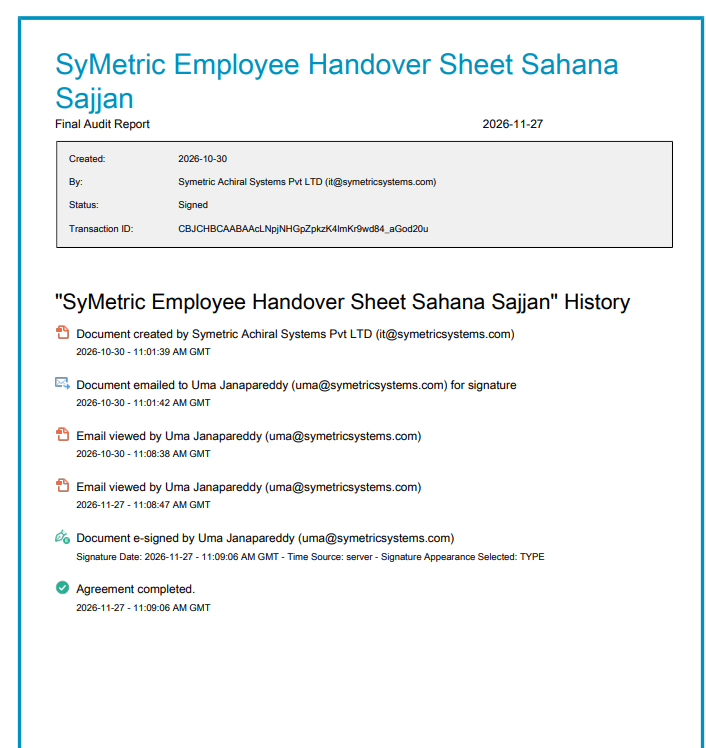 SyMetric Employee Handover Sheet Sahana
Sajjan
Final Audit Report 2026-11-27
Created: 2026-10-30
By: Symetric Achiral Systems Pvt LTD (it@symetricsystems.com)
Status: Signed
Transaction ID: CBJCHBCAABAAcLNpjNHGpZpkzK4lmKr9wd84_aGod20u
"SyMetric Employee Handover Sheet Sahana Sajjan" History
Document created by Symetric Achiral Systems Pvt LTD (it@symetricsystems.com)
2026-10-30 - 11:01:39 AM GMT
Document emailed to Uma Janapareddy (uma@symetricsystems.com) for signature
2026-10-30 - 11:01:42 AM GMT
Email viewed by Uma Janapareddy (uma@symetricsystems.com)
2026-10-30 - 11:08:38 AM GMT
Email viewed by Uma Janapareddy (uma@symetricsystems.com)
2026-11-27 - 11:08:47 AM GMT
Document e-signed by Uma Janapareddy (uma@symetricsystems.com)
Signature Date: 2026-11-27 - 11:09:06 AM GMT - Time Source: server - Signature Appearance Selected: TYPE
Agreement completed.
2026-11-27 - 11:09:06 AM GMT